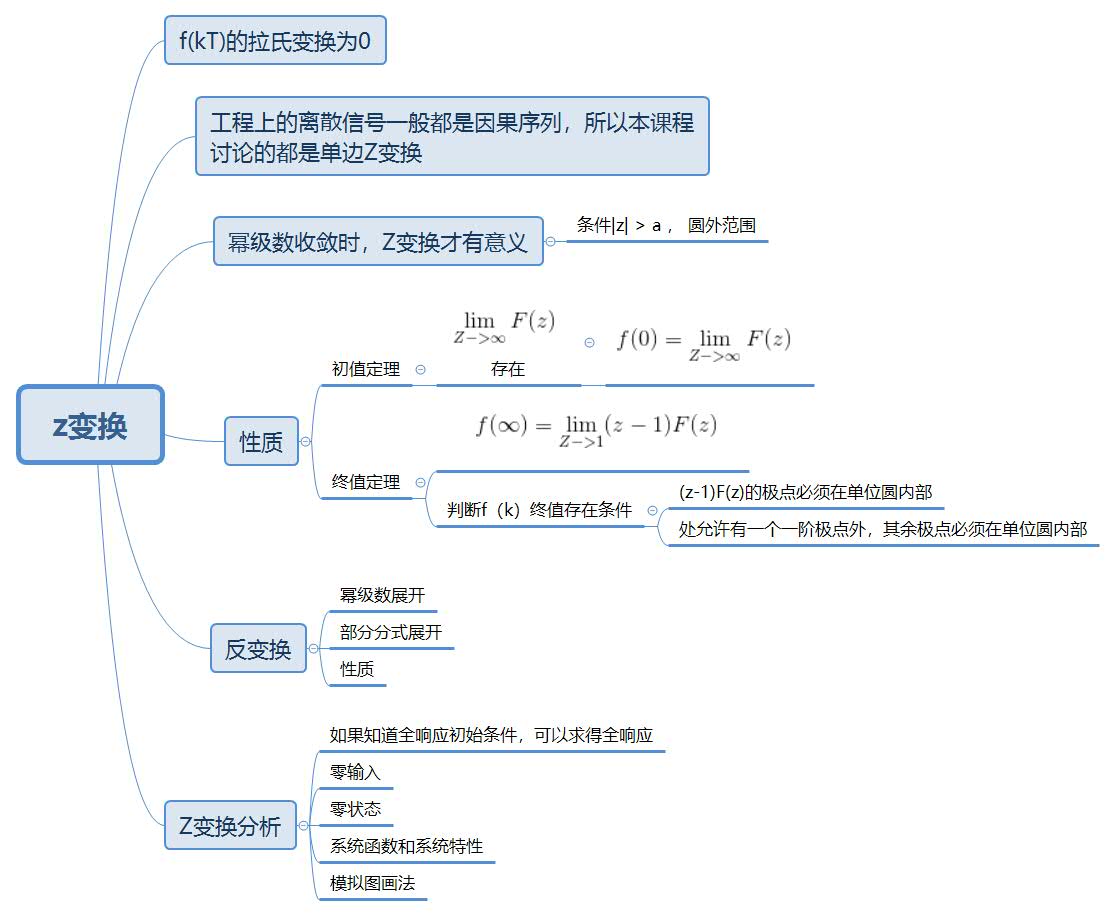 f(kT)的拉氏变换为0
工程上的离散信号一般都是因果序列，所以本课程
讨论的都是单边Z变换
幂级数收敛时，Z变换才有意义
条件|z| > a ， 圆外范围
z变换
性质
初值定理
lim F(z)
Z->∞
存在
f(0) = lim F(z)
Z->∞
终值定理
f(∞) = lim (z − 1)F(z)
Z->1
判断f（k）终值存在条件
(z-1)F(z)的极点必须在单位圆内部
处允许有一个一阶极点外，其余极点必须在单位圆内部
反变换
幂级数展开
部分分式展开
性质
Z变换分析
如果知道全响应初始条件，可以求得全响应
零输入
零状态
系统函数和系统特性
模拟图画法